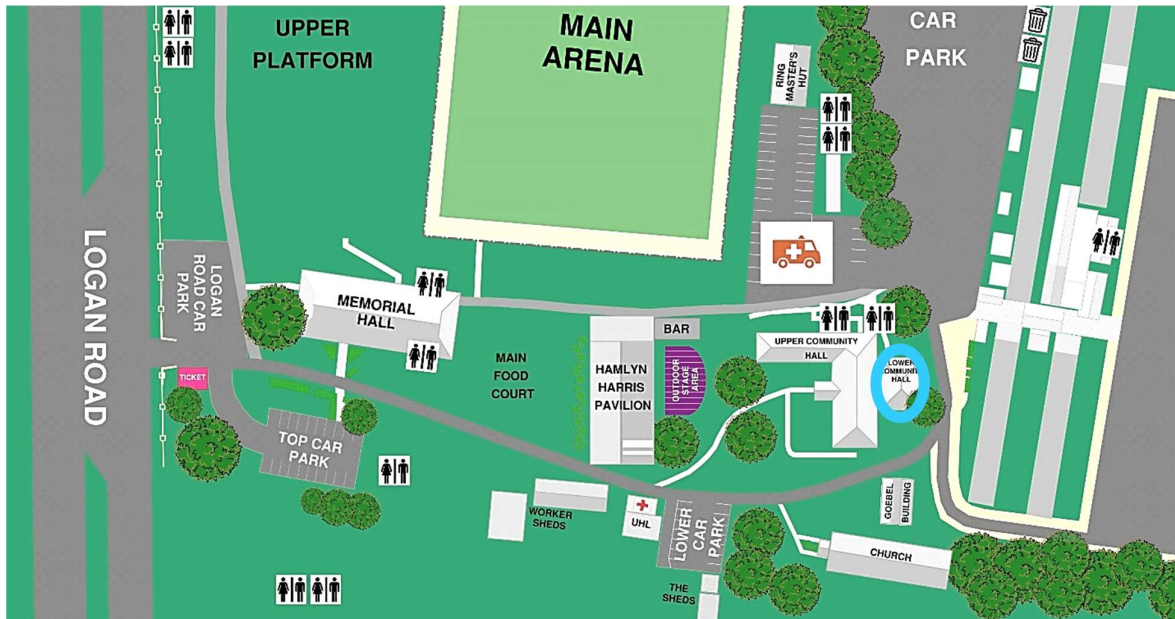 UPPER
PLATFORM
MAIN
ARENA
CAR
PARK
RING
MASTER'S
HUT
LOGAN ROAD
LOGAN
ROAD CAR
PARK
MEMORIAL
HALL
TICKET
TOP CAR
PARK
MAIN
FOOD
COURT
HAMLYN
HARRIS
PAVILION
BAR
OUTDOOR
STAGE
AREA
UPPER COMMUNITY
HALL
LOWER
COMMUNITY
HALL
WORKER
SHEDS
UHL
LOWER
CAR
PARK
THE
SHEDS
GOEBEL
BUILDING
CHURCH